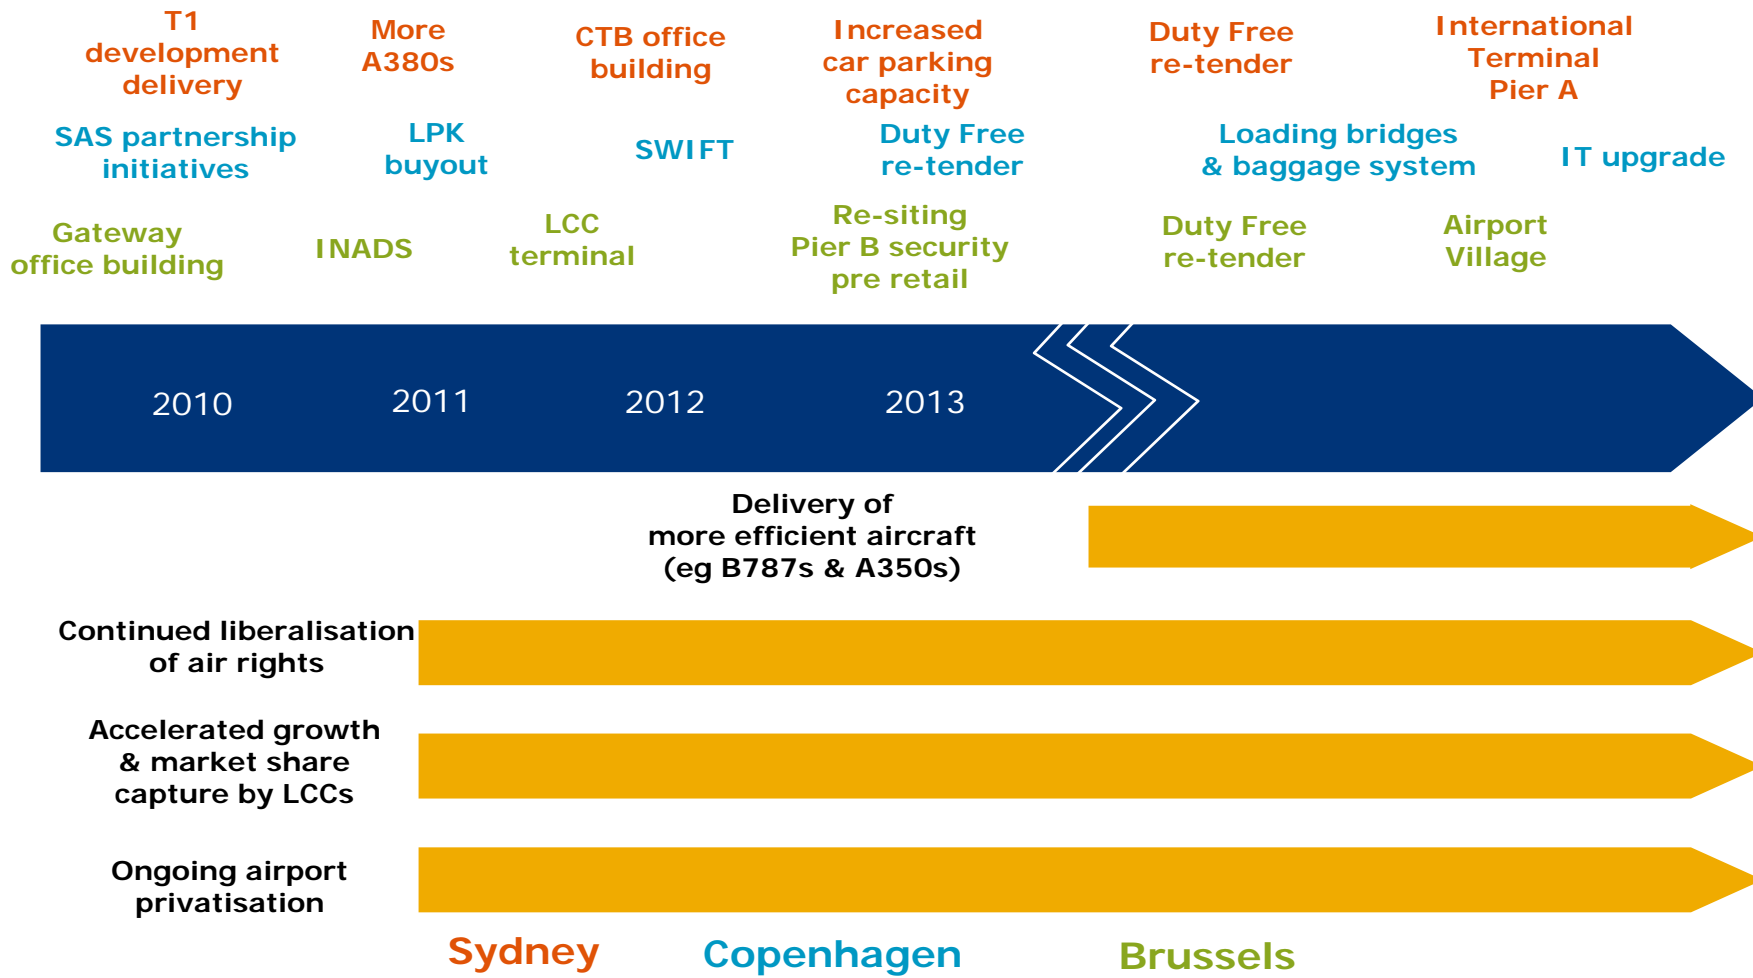 T1
development
delivery
More
A380s
CTB office
building
Increased
car parking
capacity
Duty Free
re-tender
International
Terminal
Pier A
SAS partnership
initiatives
LPK
buyout
SWIFT
Duty Free
re-tender
Loading bridges
& baggage system
IT upgrade
Gateway
office building
INADS
LCC
terminal
Re-siting
Pier B security
pre retail
Duty Free
re-tender
Airport
Village
2010
2011
2012
2013
Delivery of
more efficient aircraft
(eg B787s & A350s)
Continued liberalisation
of air rights
Accelerated growth
& market share
capture by LCCs
Ongoing airport
privatisation
Sydney
Copenhagen
Brussels